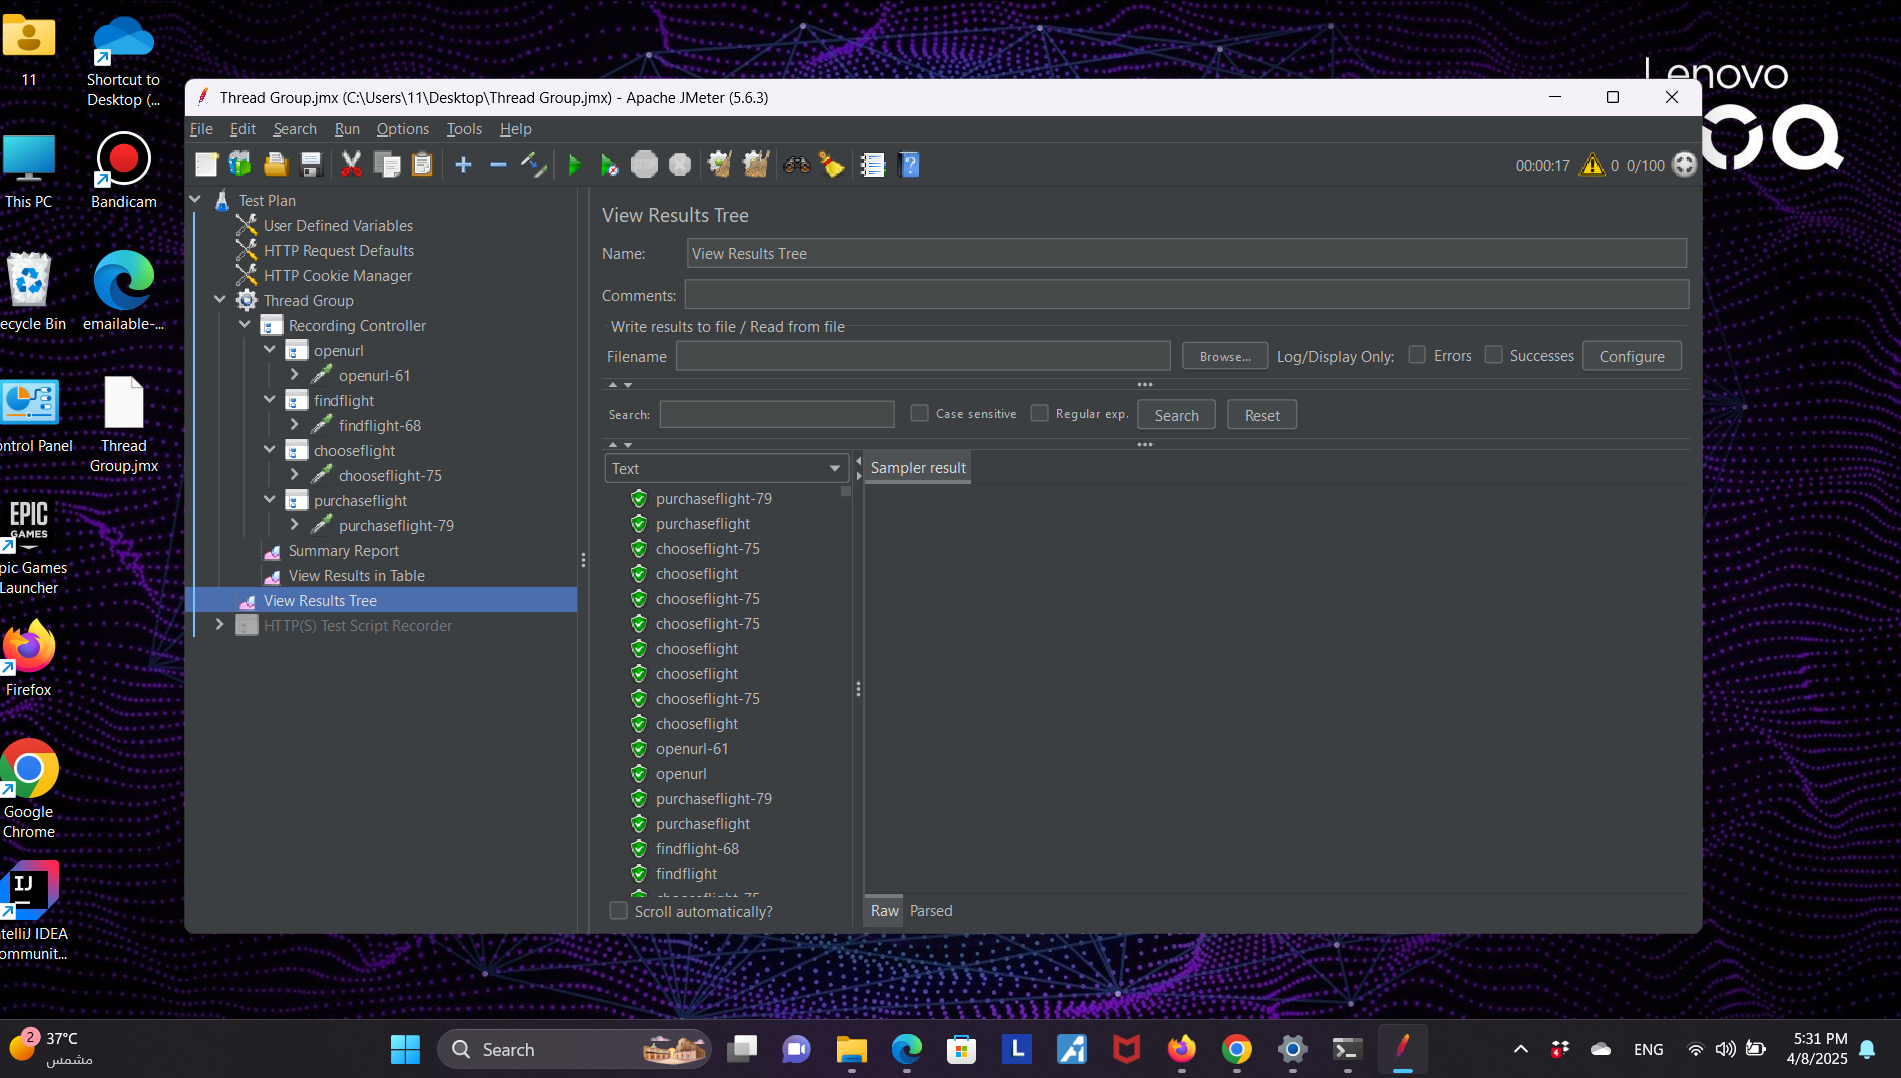 11
Shortcut to
Desktop (...
This PC
Bandicam
ecycle Bin
emailable-...
ontrol Panel
Thread
Group.jmx
EPIC
GAMES
pic Games
Launcher
Firefox
Google
Chrome
IJ
ntelliJ IDEA
ommunit...
Lenovo
Thread Group.jmx (C:\Users\11\Desktop\Thread Group.jmx) - Apache JMeter (5.6.3)
File Edit Search Run Options Tools Help
STOP
00:00:17 0 0/100
Test Plan
User Defined Variables
HTTP Request Defaults
HTTP Cookie Manager
Thread Group
Recording Controller
openurl
openurl-61
findflight
findflight-68
chooseflight
chooseflight-75
purchaseflight
purchaseflight-79
Summary Report
View Results in Table
View Results Tree
HTTP(S) Test Script Recorder
View Results Tree
Name: View Results Tree
Comments:
Write results to file / Read from file
Filename Browse... Log/Display Only: Errors Successes Configure
Search: Case sensitive Regular exp. Search Reset
Text
Sampler result
purchaseflight-79
purchaseflight
chooseflight-75
chooseflight
chooseflight-75
chooseflight-75
chooseflight
chooseflight
chooseflight-75
chooseflight
openurl-61
openurl
purchaseflight-79
purchaseflight
findflight-68
findflight
chooseflight-75
Scroll automatically?
Raw Parsed
2
37°C
مشمس
Search
L
ENG
5:31 PM
4/8/2025